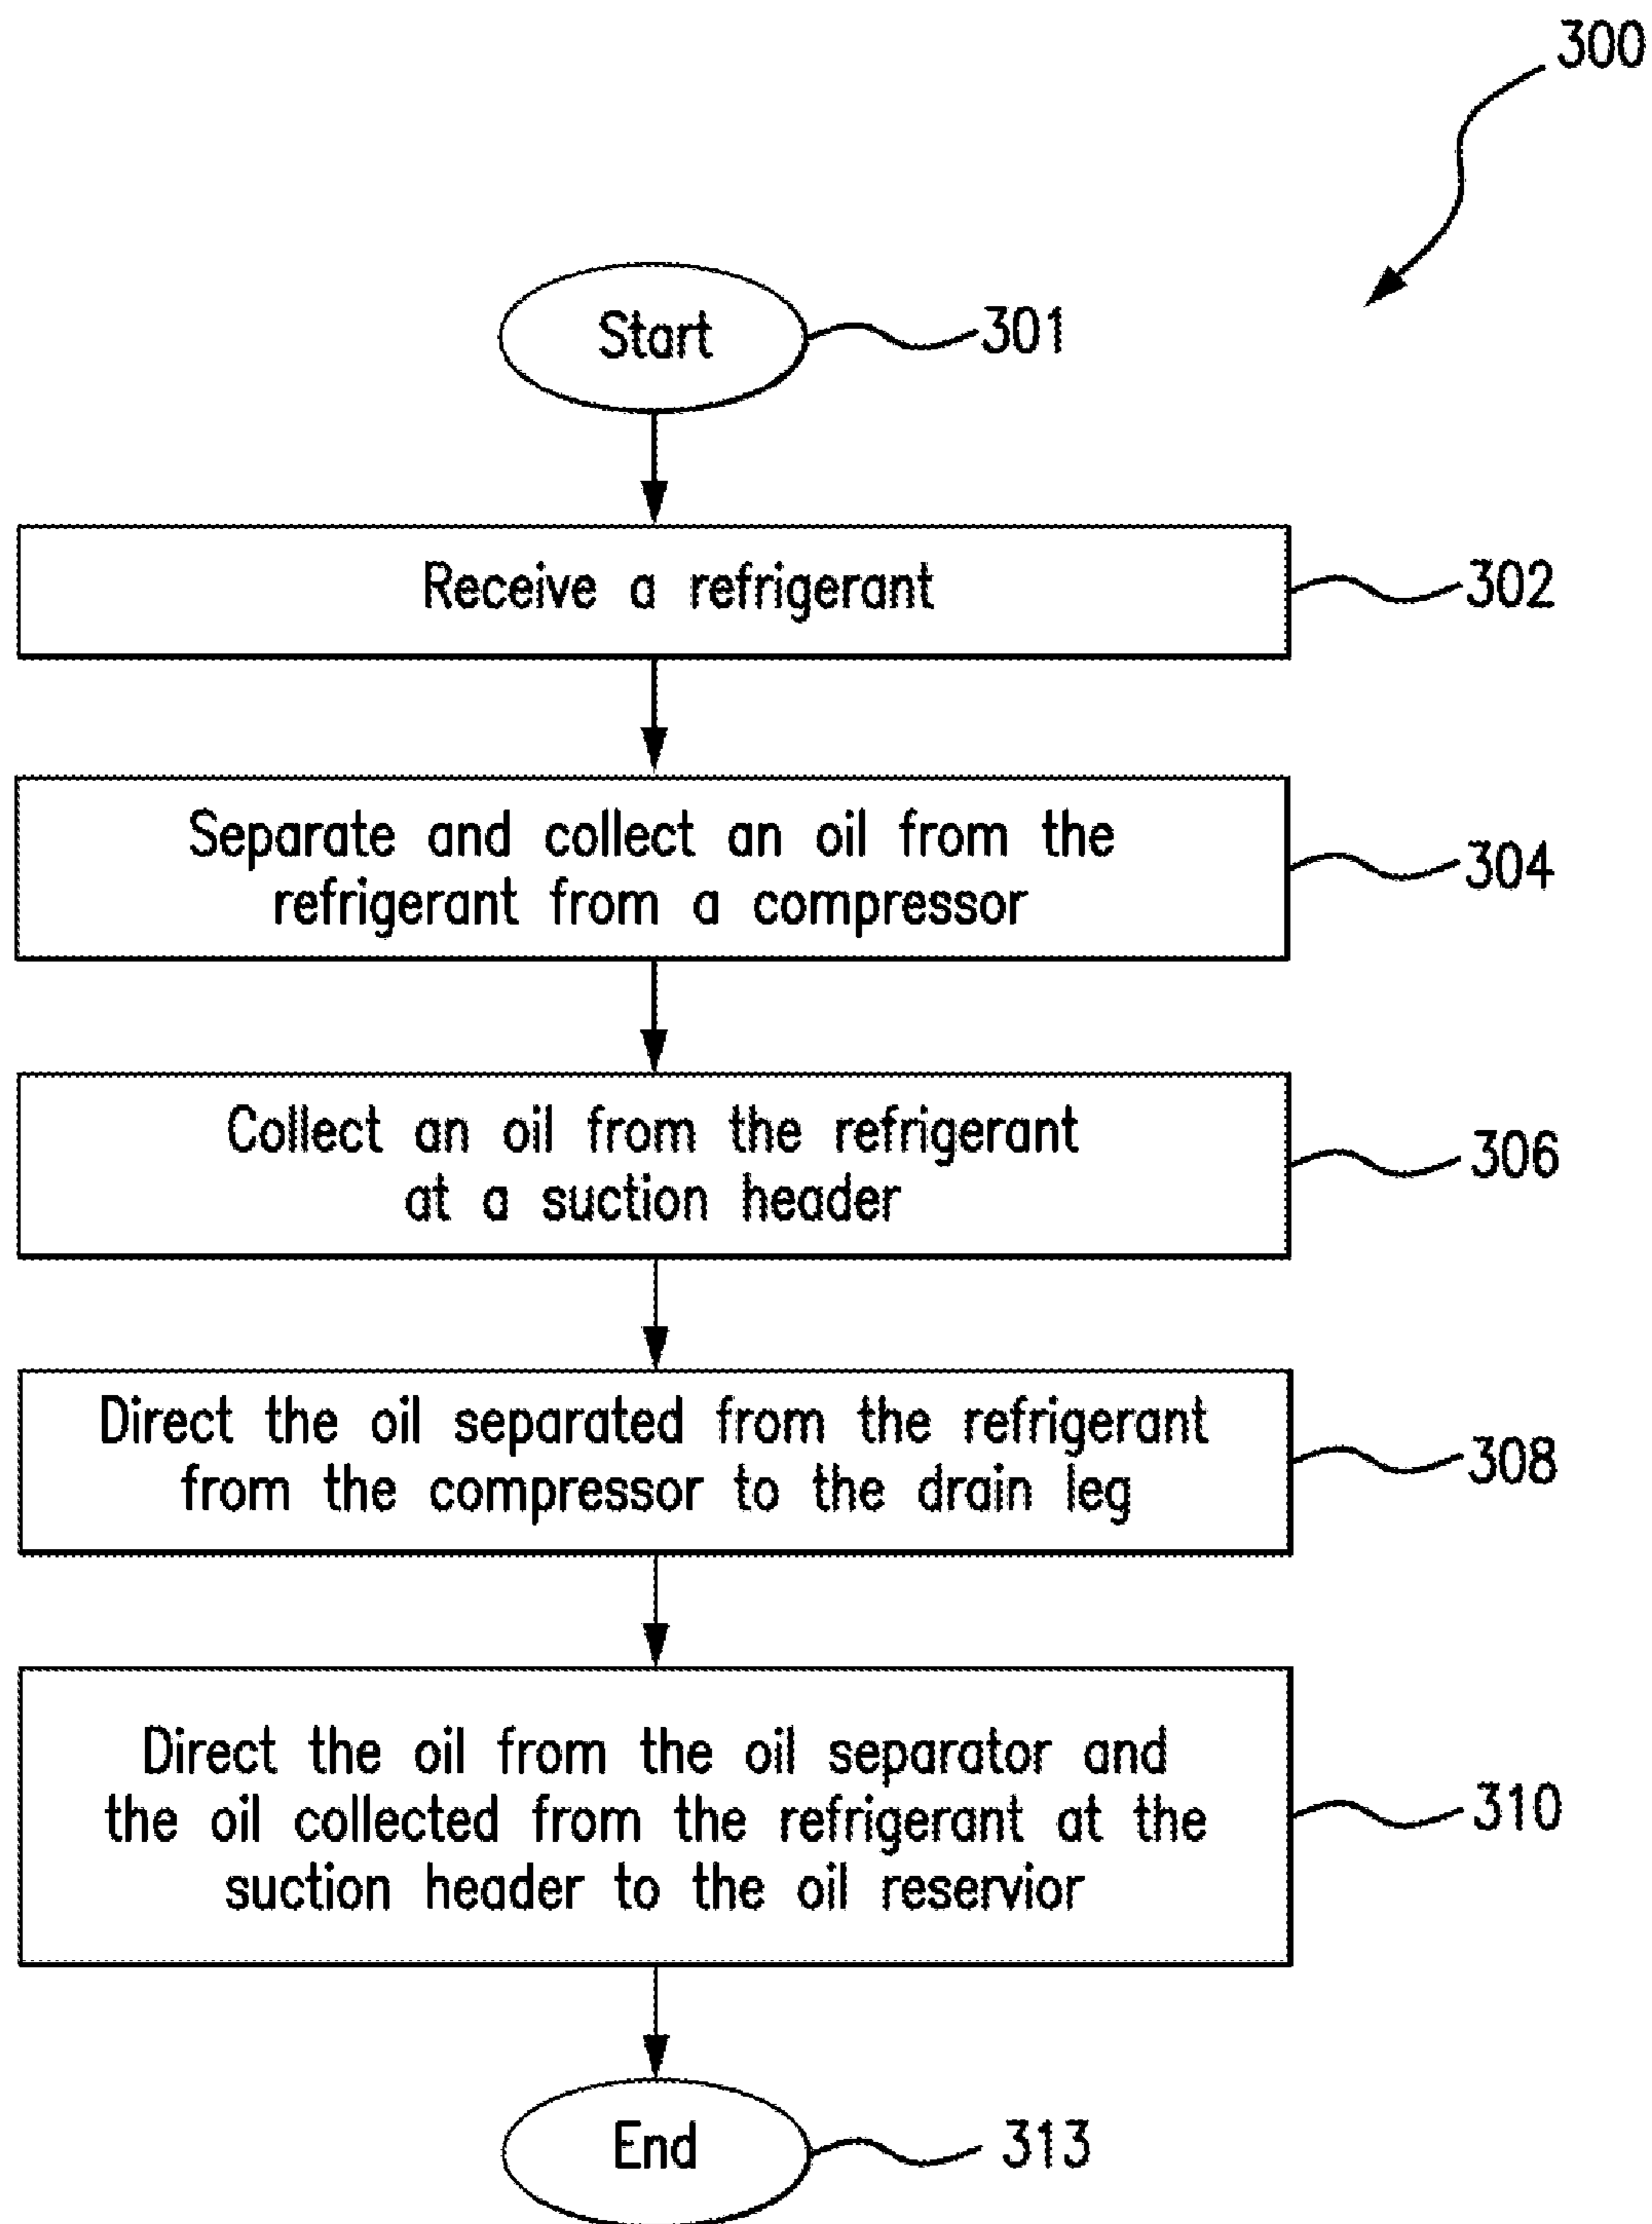 300
Start
301
Receive a refrigerant
302
Separate and collect an oil from the
refrigerant from a compressor
304
Collect an oil from the refrigerant
at a suction header
306
Direct the oil separated from the refrigerant
from the compressor to the drain leg
308
Direct the oil from the oil separator and
the oil collected from the refrigerant at the
suction header to the oil reservior
310
End
313